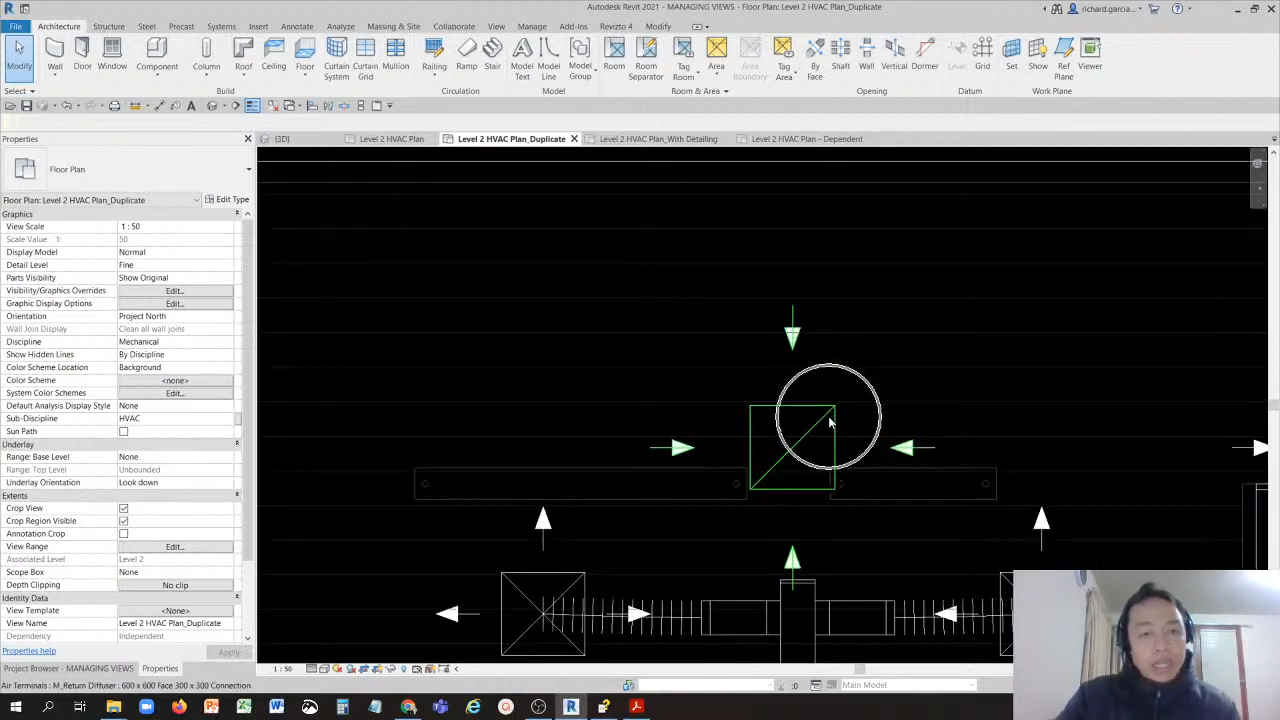 Autodesk Revit 2021 - MANAGING VIEWS - Floor Plan: Level 2 HVAC Plan_Duplicate
richard.garcia...
File Architecture Structure Steel Precast Systems Insert Annotate Analyze Massing & Site Collaborate View Manage Add-Ins Revizto 4 Modify
Modify Wall Door Window Component Column Roof Ceiling Floor Curtain System Curtain Grid Mullion Railing Ramp Stair Model Text Model Line Model Group Room Room Separator Tag Room Area Area Boundary Tag Area By Face Shaft Wall Vertical Dormer Level Grid Set Show Ref Plane Viewer
Select Build Circulation Model Room & Area Opening Datum Work Plane
Properties
{3D} Level 2 HVAC Plan Level 2 HVAC Plan_Duplicate Level 2 HVAC Plan_With Detailing Level 2 HVAC Plan - Dependent
Floor Plan
Floor Plan: Level 2 HVAC Plan_Duplicate Edit Type
Graphics
View Scale 1 : 50
Scale Value 1: 50
Display Model Normal
Detail Level Fine
Parts Visibility Show Original
Visibility/Graphics Overrides Edit...
Graphic Display Options Edit...
Orientation Project North
Wall Join Display Clean all wall joins
Discipline Mechanical
Show Hidden Lines By Discipline
Color Scheme Location Background
Color Scheme <none>
System Color Schemes Edit...
Default Analysis Display Style None
Sub-Discipline HVAC
Sun Path
Underlay
Range: Base Level None
Range: Top Level Unbounded
Underlay Orientation Look down
Extents
Crop View
Crop Region Visible
Annotation Crop
View Range Edit...
Associated Level Level 2
Scope Box None
Depth Clipping No clip
Identity Data
View Template <None>
View Name Level 2 HVAC Plan_Duplicate
Dependency Independent
Properties help Apply
Project Browser - MANAGING VIEWS Properties 1 : 50
Air Terminals : M_Return Diffuser : 600 x 600 Face 300 x 300 Connection :0 Main Model